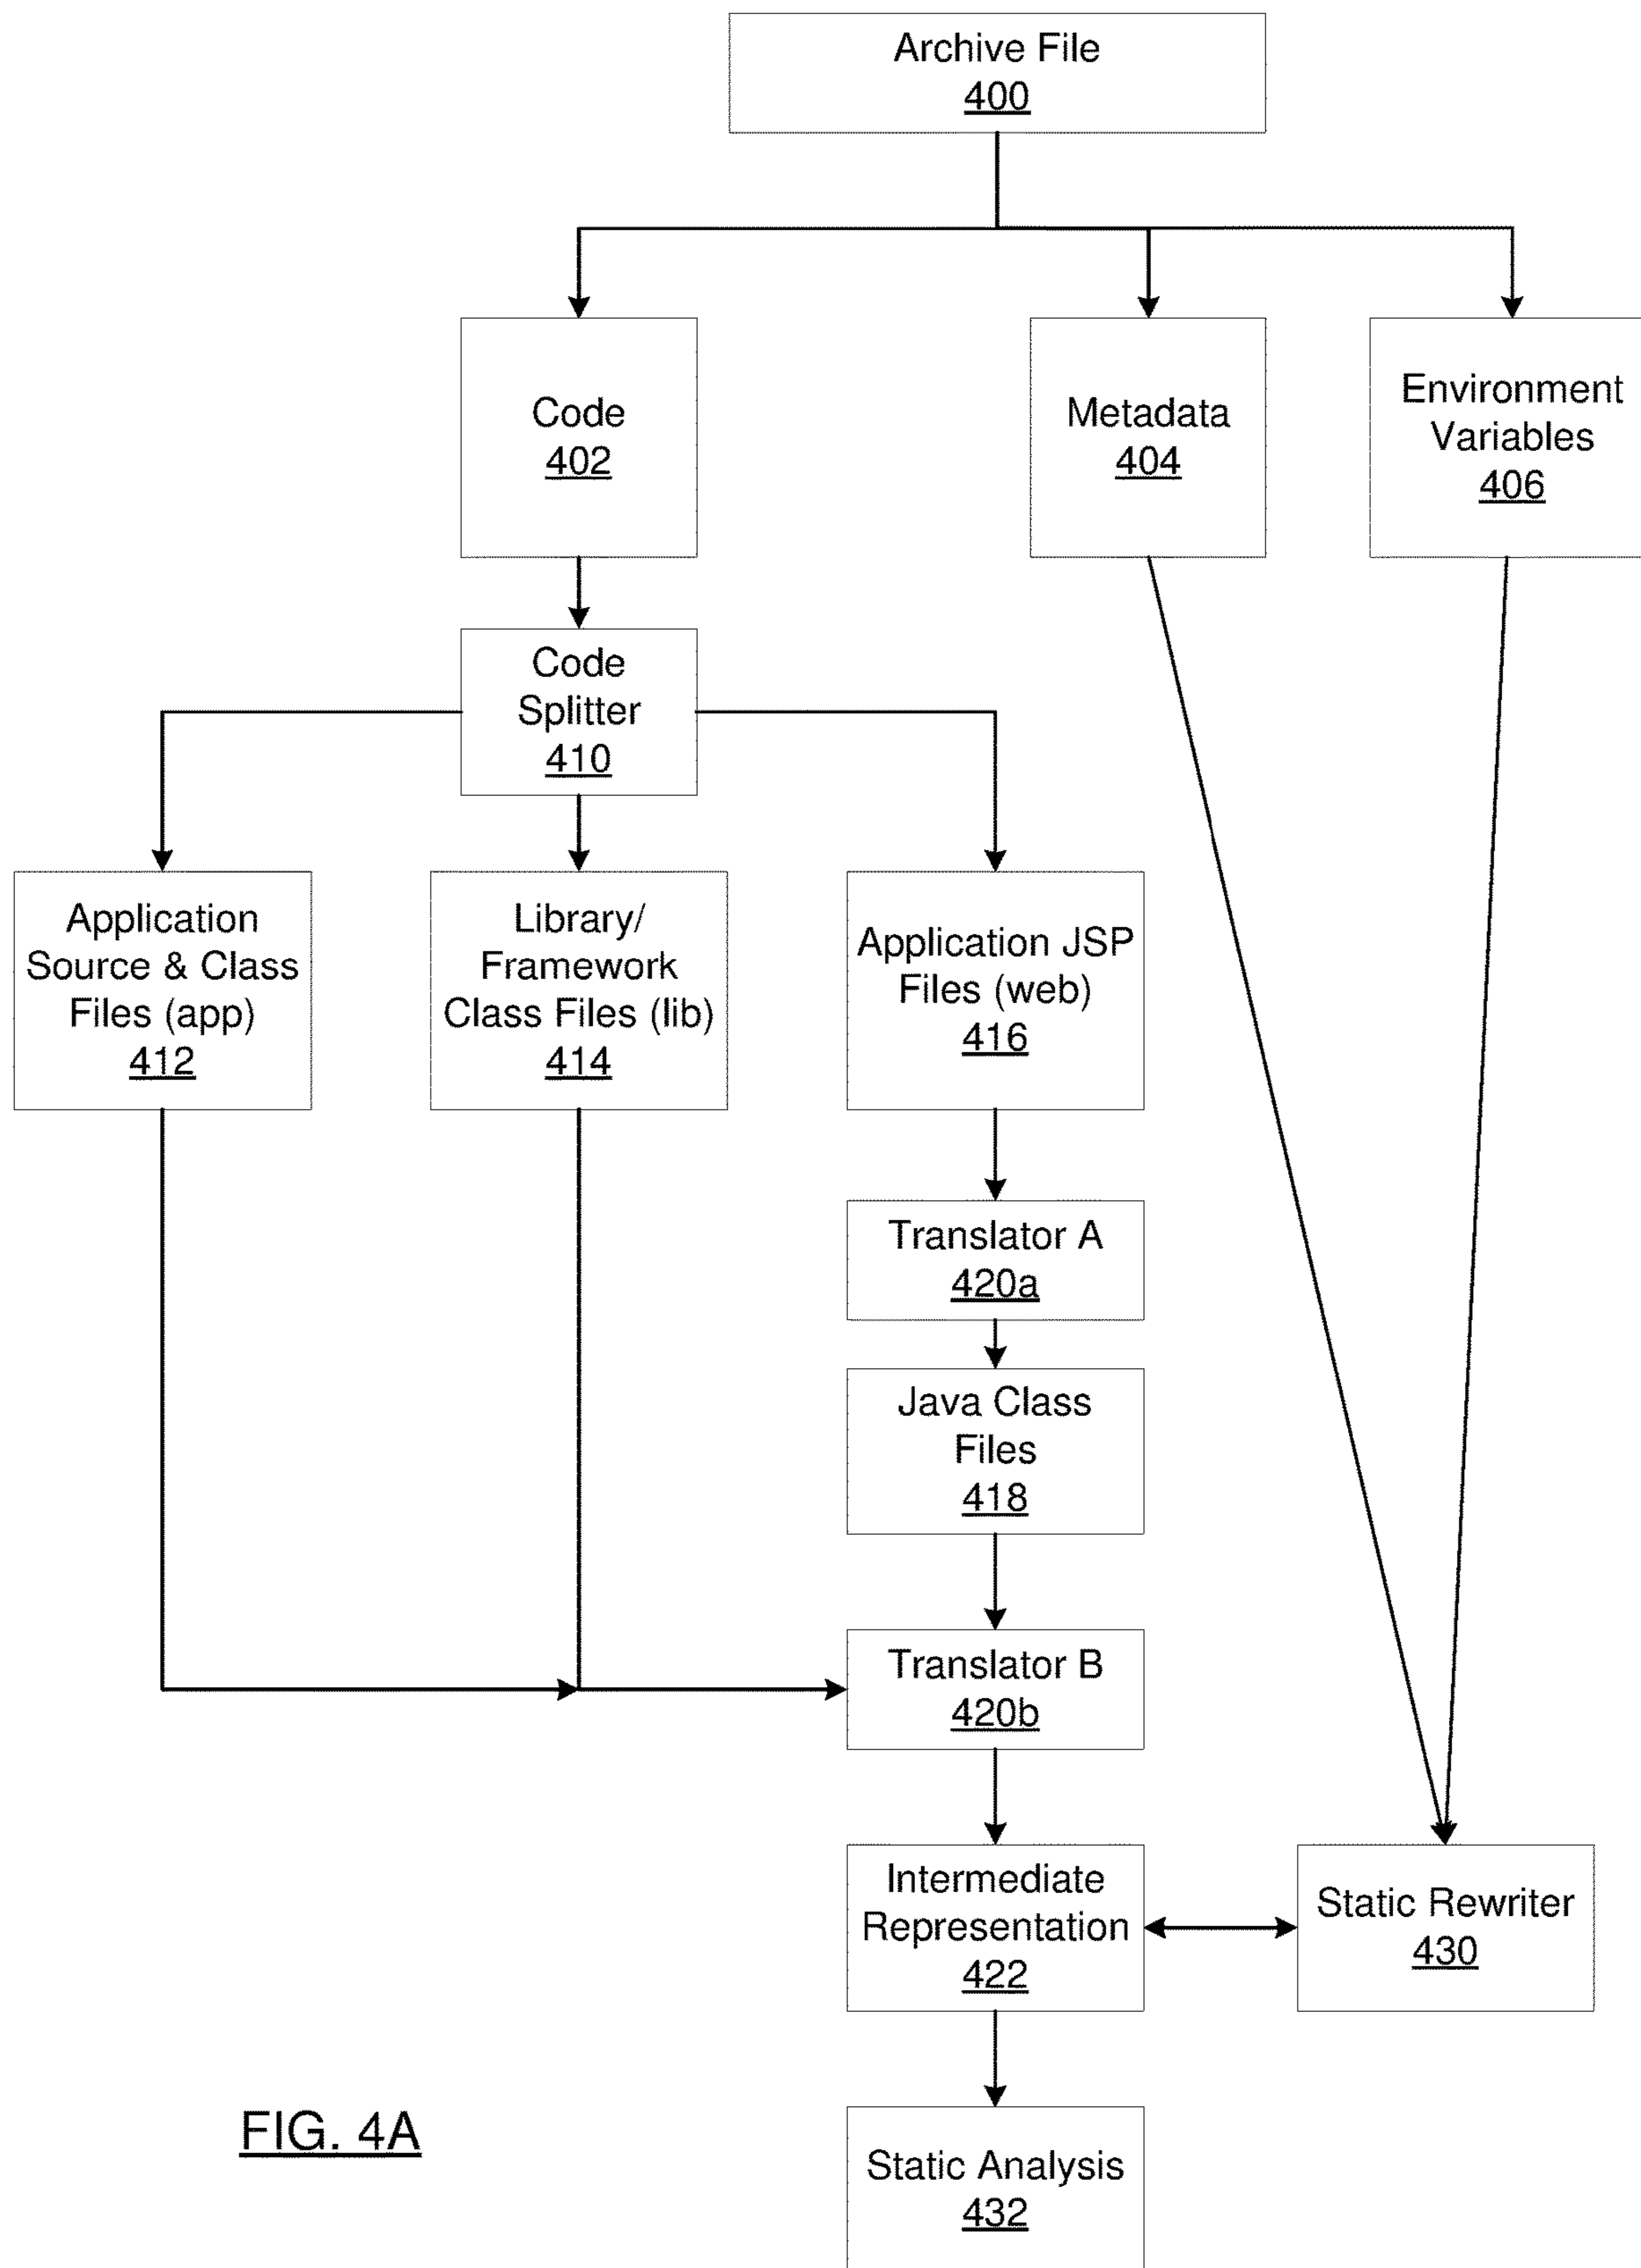 Archive File
400
Code
402
Metadata
404
Environment
Variables
406
Code
Splitter
410
Application
Source & Class
Files (app)
412
Library/
Framework
Class Files (lib)
414
Application JSP
Files (web)
416
Translator A
420a
Java Class
Files
418
Translator B
420b
Intermediate
Representation
422
Static Rewriter
430
Static Analysis
432
FIG. 4A